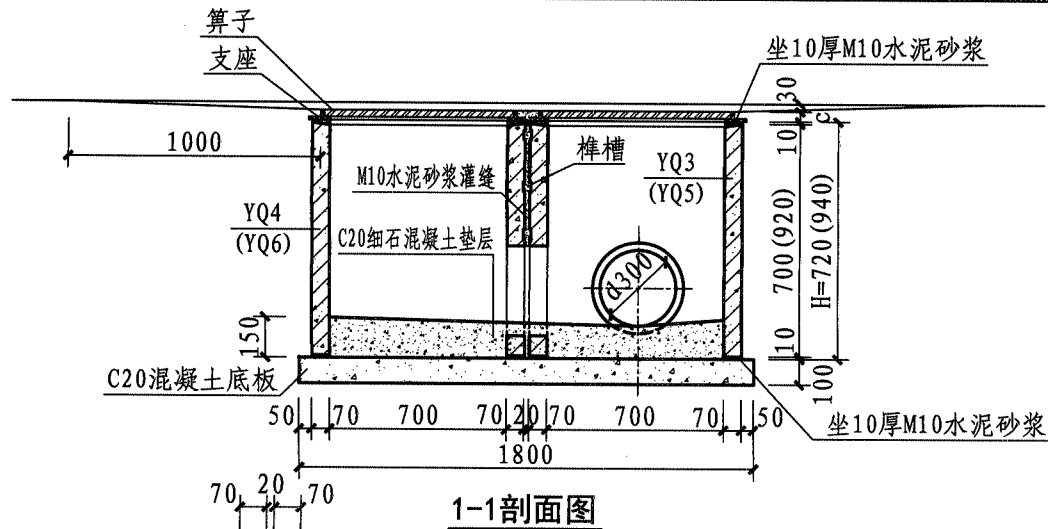 箅子
支座
坐10厚M10水泥砂浆
30
c
10
1000
榫槽
M10水泥砂浆灌缝
YQ3
(YQ5)
YQ4
(YQ6)
C20细石混凝土垫层
700(920)
H=720(940)
d300
150
10
100
C20混凝土底板
50 70 700 70 20 70 700 70 50
坐10厚M10水泥砂浆
1800
70 20 70
1-1剖面图